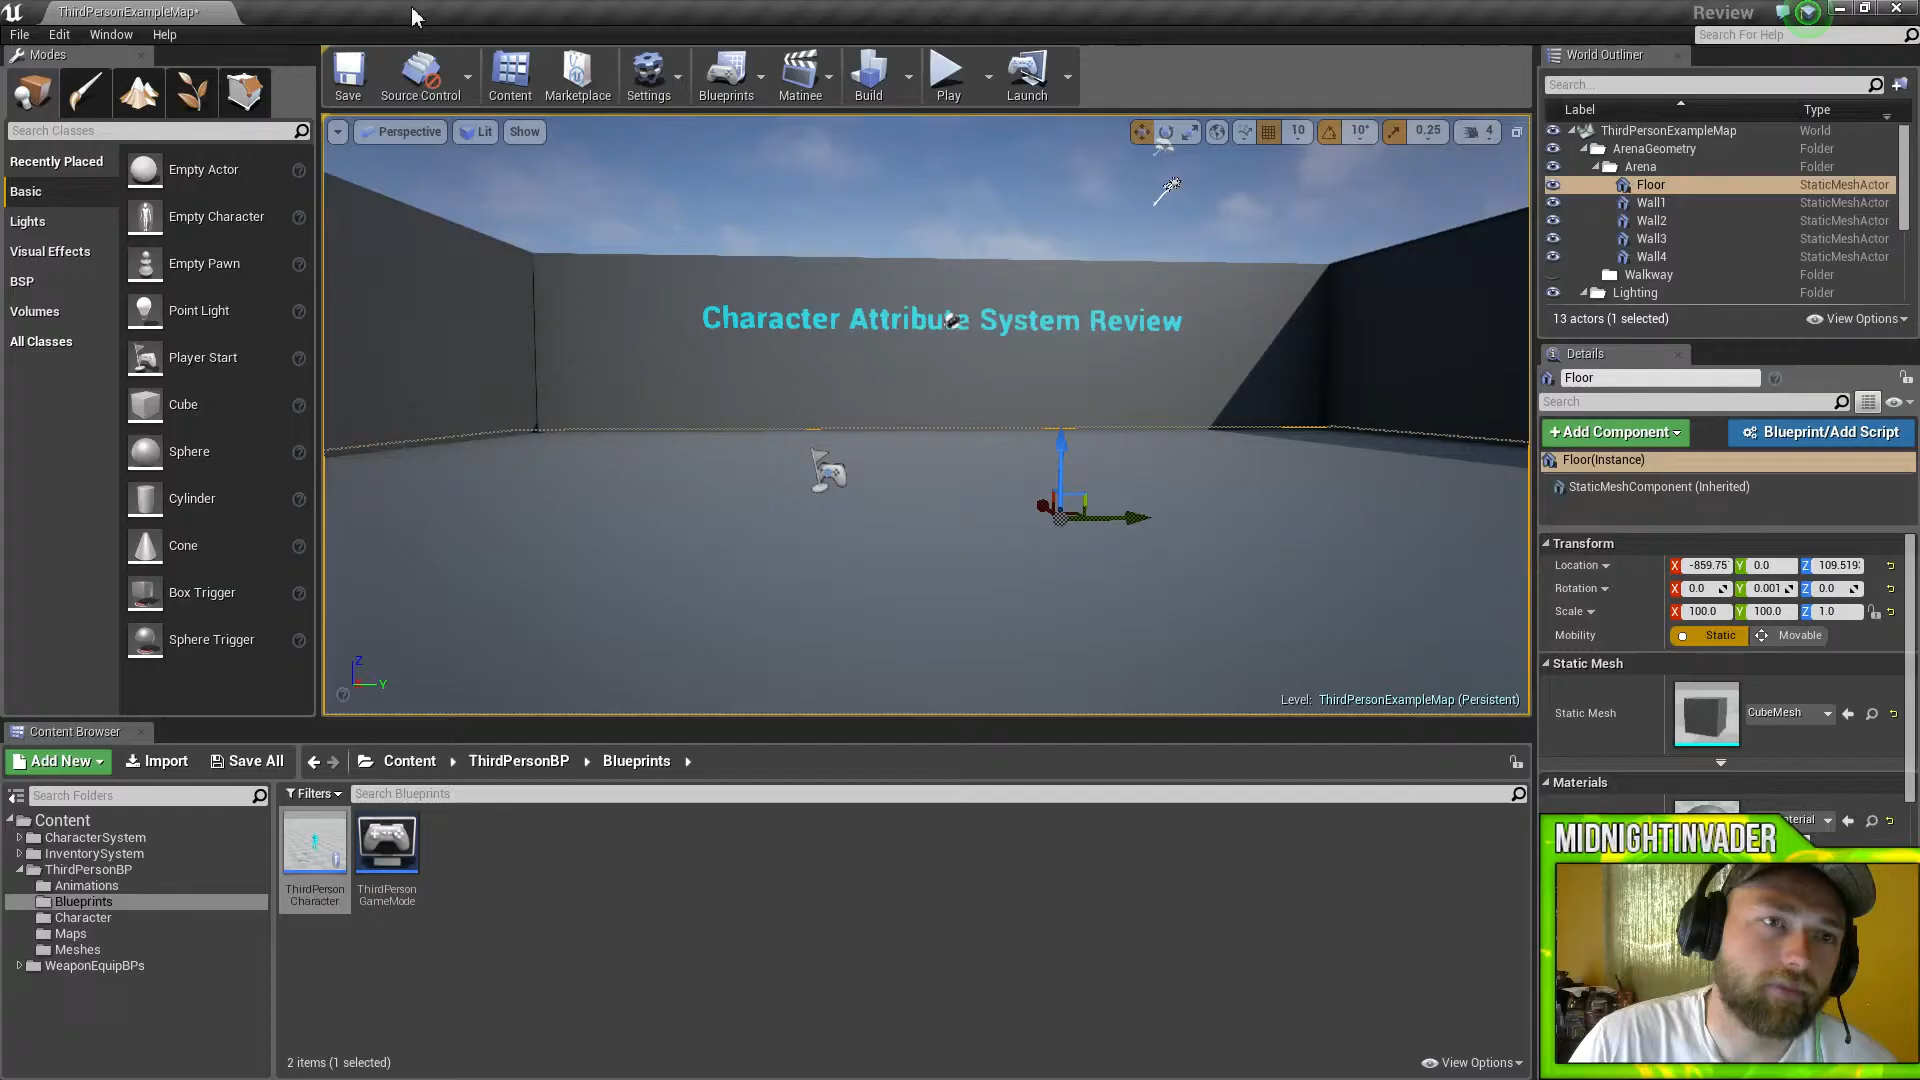 ThirdPersonExampleMap*
Review
File Edit Window Help
Search For Help
Modes
Save
Source Control
Content
Marketplace
Settings
Blueprints
Matinee
Build
Play
Launch
Search Classes
Recently Placed
Basic
Lights
Visual Effects
BSP
Volumes
All Classes
Empty Actor
Empty Character
Empty Pawn
Point Light
Player Start
Cube
Sphere
Cylinder
Cone
Box Trigger
Sphere Trigger
Perspective Lit Show
10 10° 0.25 4
Character Attribute System Review
Z
Y
Level: ThirdPersonExampleMap (Persistent)
World Outliner
Search...
Label Type
ThirdPersonExampleMap World
ArenaGeometry Folder
Arena Folder
Floor StaticMeshActor
Wall1 StaticMeshActor
Wall2 StaticMeshActor
Wall3 StaticMeshActor
Wall4 StaticMeshActor
Walkway Folder
Lighting Folder
13 actors (1 selected) View Options
Details
Floor
Search
+Add Component Blueprint/Add Script
Floor(Instance)
StaticMeshComponent (Inherited)
Transform
Location X -859.75 Y 0.0 Z 109.519
Rotation X 0.0 Y 0.001 Z 0.0
Scale X 100.0 Y 100.0 Z 1.0
Mobility Static Movable
Static Mesh
Static Mesh CubeMesh
Materials
MIDNIGHTINVADER
Content Browser
Add New Import Save All Content ThirdPersonBP Blueprints
Search Folders
Filters Search Blueprints
Content
CharacterSystem
InventorySystem
ThirdPersonBP
Animations
Blueprints
Character
Maps
Meshes
WeaponEquipBPs
ThirdPerson
Character
ThirdPerson
GameMode
2 items (1 selected)
View Options